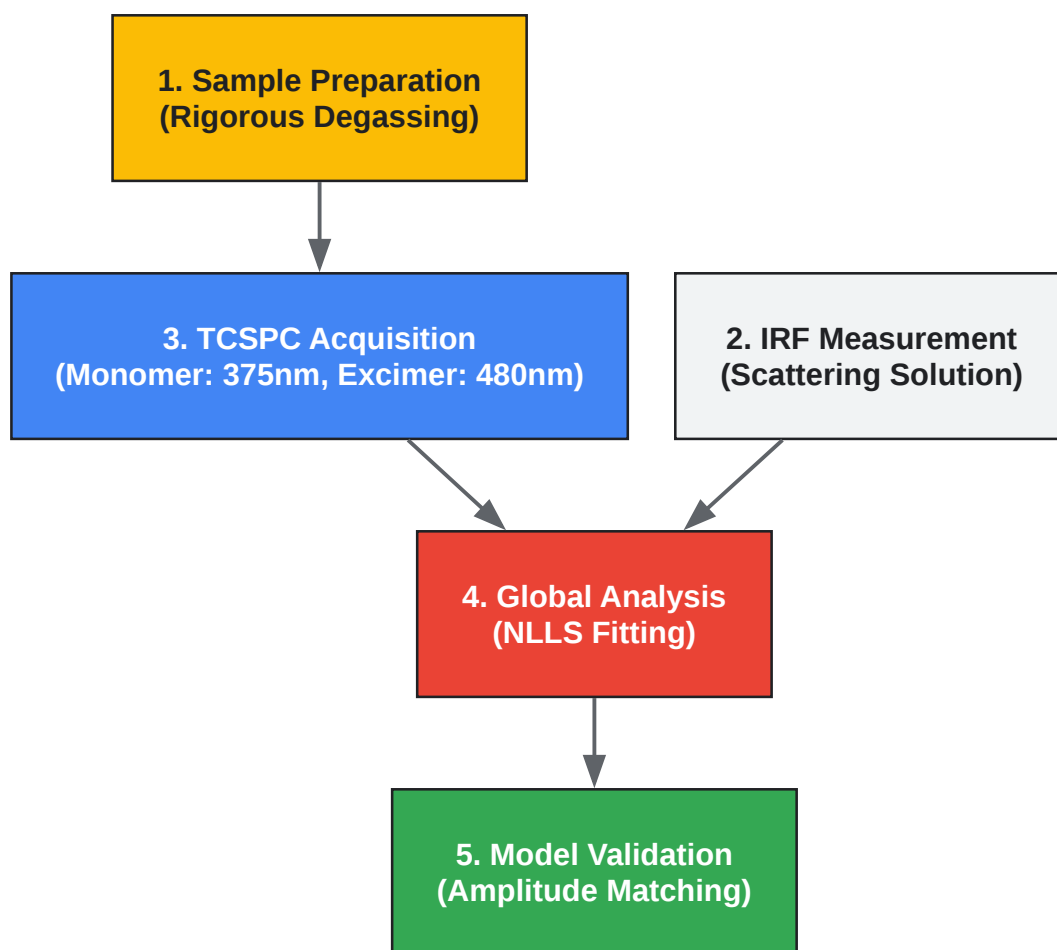 1. Sample Preparation
(Rigorous Degassing)
3. TCSPC Acquisition
(Monomer: 375nm, Excimer: 480nm)
2. IRF Measurement
(Scattering Solution)
4. Global Analysis
(NLLS Fitting)
5. Model Validation
(Amplitude Matching)